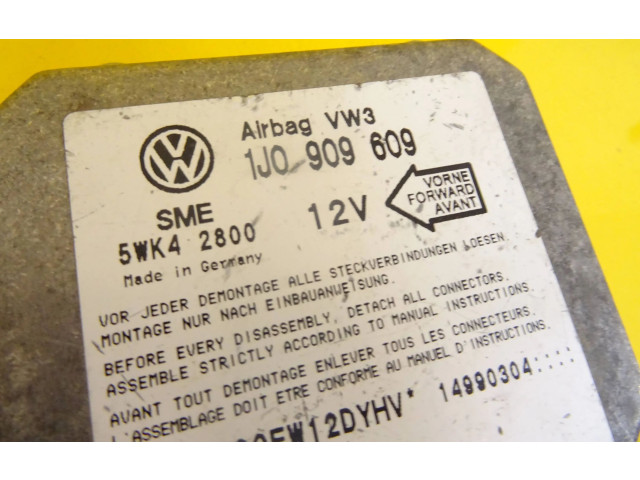 Airbag VW3
1J0 909 609
VORNE
FORWARD
AVANT
SME
12V
5WK4 2800
Made in Germany
VOR JEDER DEMONTAGE ALLE STECKVERBINDUNGEN LOESEN.
MONTAGE NUR NACH EINBAUANWEISUNG.
BEFORE EVERY DISASSEMBLY, DETACH ALL CONNECTORS.
ASSEMBLE STRICTLY ACCORDING TO MANUAL INSTRUCTIONS.
AVANT TOUT DEMONTAGE ENLEVER TOUS LES CONNECTEURS.
L'ASSEMBLAGE DOIT ETRE CONFORME AU MANUEL D'INSTRUCTIONS.
14990304::::